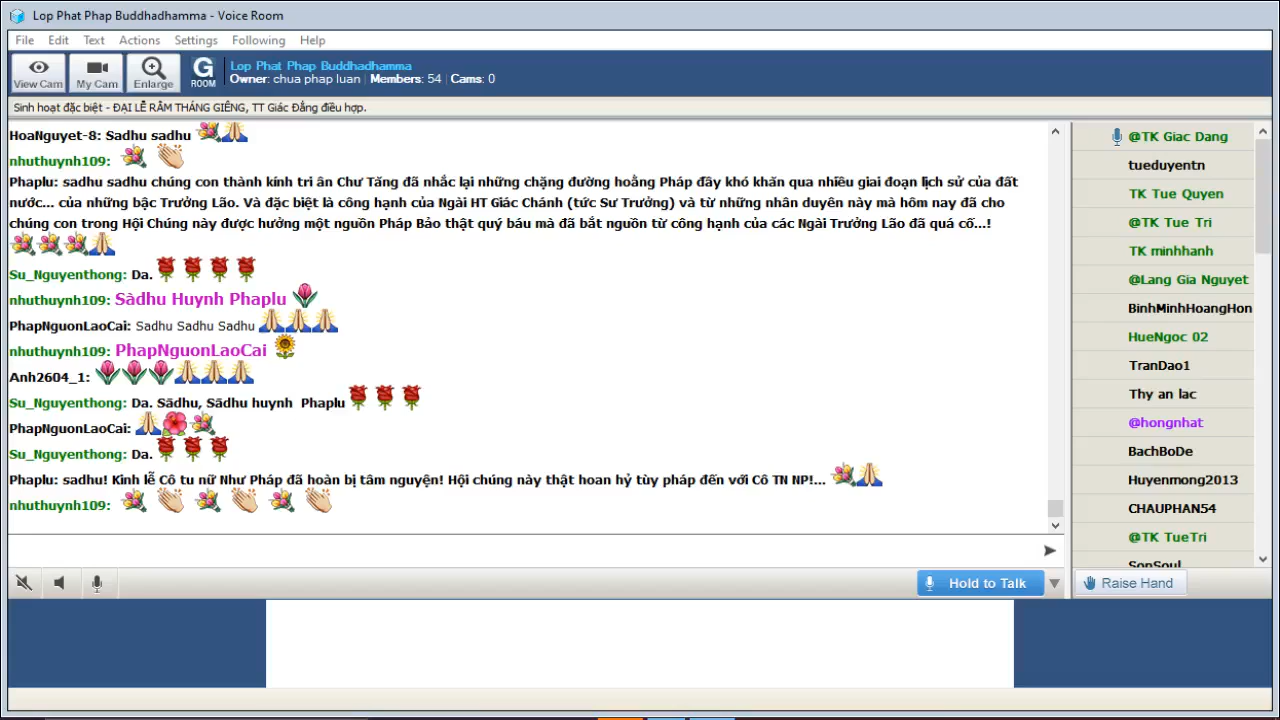 Lop Phat Phap Buddhadhamma - Voice Room
File Edit Text Actions Settings Following Help
View Cam My Cam Enlarge G ROOM
Lop Phat Phap Buddhadhamma
Owner: chua phap luan | Members: 54 | Cams: 0
Sinh hoạt đặc biệt - ĐẠI LỄ RẰM THÁNG GIÊNG, TT Giác Đẳng điều hợp.
HoaNguyet-8: Sadhu sadhu
nhuthuynh109:
Phaplu: sadhu sadhu chúng con thành kính tri ân Chư Tăng đã nhắc lại những chặng đường hoằng Pháp đầy khó khăn qua nhiều giai đoạn lịch sử của đất
nước... của những bậc Trưởng Lão. Và đặc biệt là công hạnh của Ngài HT Giác Chánh (tức Sư Trưởng) và từ những nhân duyên này mà hôm nay đã cho
chúng con trong Hội Chúng này được hưởng một nguồn Pháp Bảo thật quý báu mà đã bắt nguồn từ công hạnh của các Ngài Trưởng Lão đã quá cố...!
Su_Nguyenthong: Da.
nhuthuynh109: Sàdhu Huynh Phaplu
PhapNguonLaoCai: Sadhu Sadhu Sadhu
nhuthuynh109: PhapNguonLaoCai
Anh2604_1:
Su_Nguyenthong: Da. Sādhu, Sādhu huynh Phaplu
PhapNguonLaoCai:
Su_Nguyenthong: Da.
Phaplu: sadhu! Kính lễ Cô tu nữ Như Pháp đã hoàn bị tâm nguyện! Hội chúng này thật hoan hỷ tùy pháp đến với Cô TN NP!...
nhuthuynh109:
@TK Giac Dang
tueduyentn
TK Tue Quyen
@TK Tue Tri
TK minhhanh
@Lang Gia Nguyet
BinhMinhHoangHon
HueNgoc 02
TranDao1
Thy an lac
@hongnhat
BachBoDe
Huyenmong2013
CHAUPHAN54
@TK TueTri
SonSoul
Hold to Talk
Raise Hand